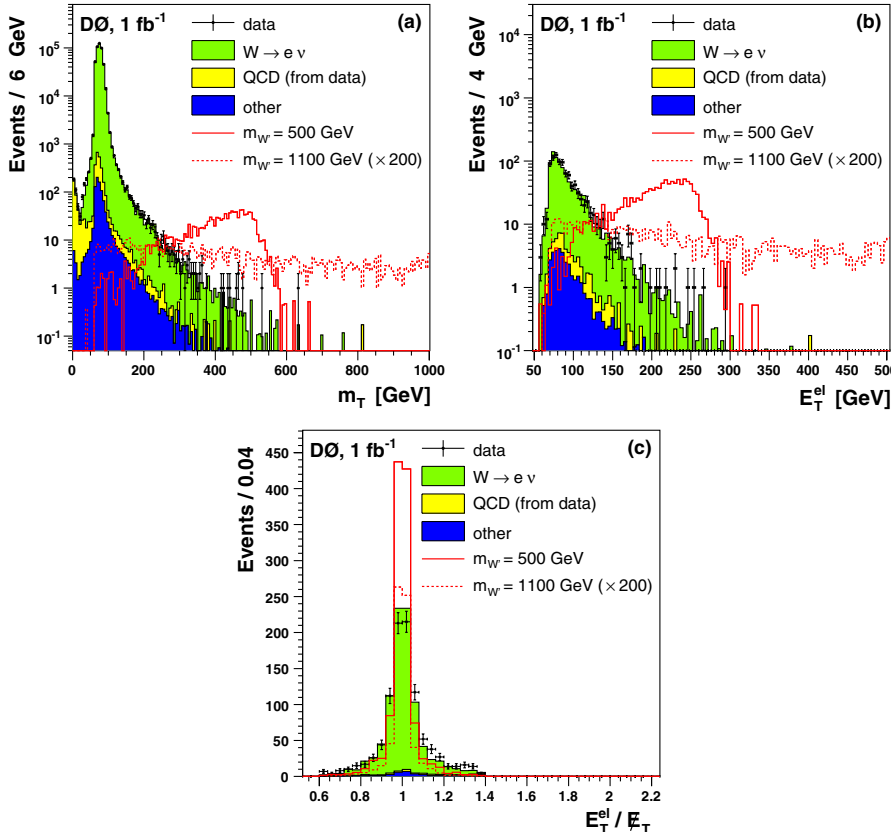 DØ, 1 fb⁻¹
(a)
data
W → e ν
QCD (from data)
other
m_W' = 500 GeV
m_W' = 1100 GeV (×200)
Events / 6 GeV
10⁵
10⁴
10³
10²
10
1
10⁻¹
0 200 400 600 800 1000
m_T [GeV]
DØ, 1 fb⁻¹
(b)
data
W → e ν
QCD (from data)
other
m_W' = 500 GeV
m_W' = 1100 GeV (×200)
Events / 4 GeV
10⁴
10³
10²
10
1
10⁻¹
50 100 150 200 250 300 350 400 450 500
E_T^el [GeV]
DØ, 1 fb⁻¹
(c)
data
W → e ν
QCD (from data)
other
m_W' = 500 GeV
m_W' = 1100 GeV (×200)
Events / 0.04
450
400
350
300
250
200
150
100
50
0
0.6 0.8 1 1.2 1.4 1.6 1.8 2 2.2
E_T^el / E̸_T